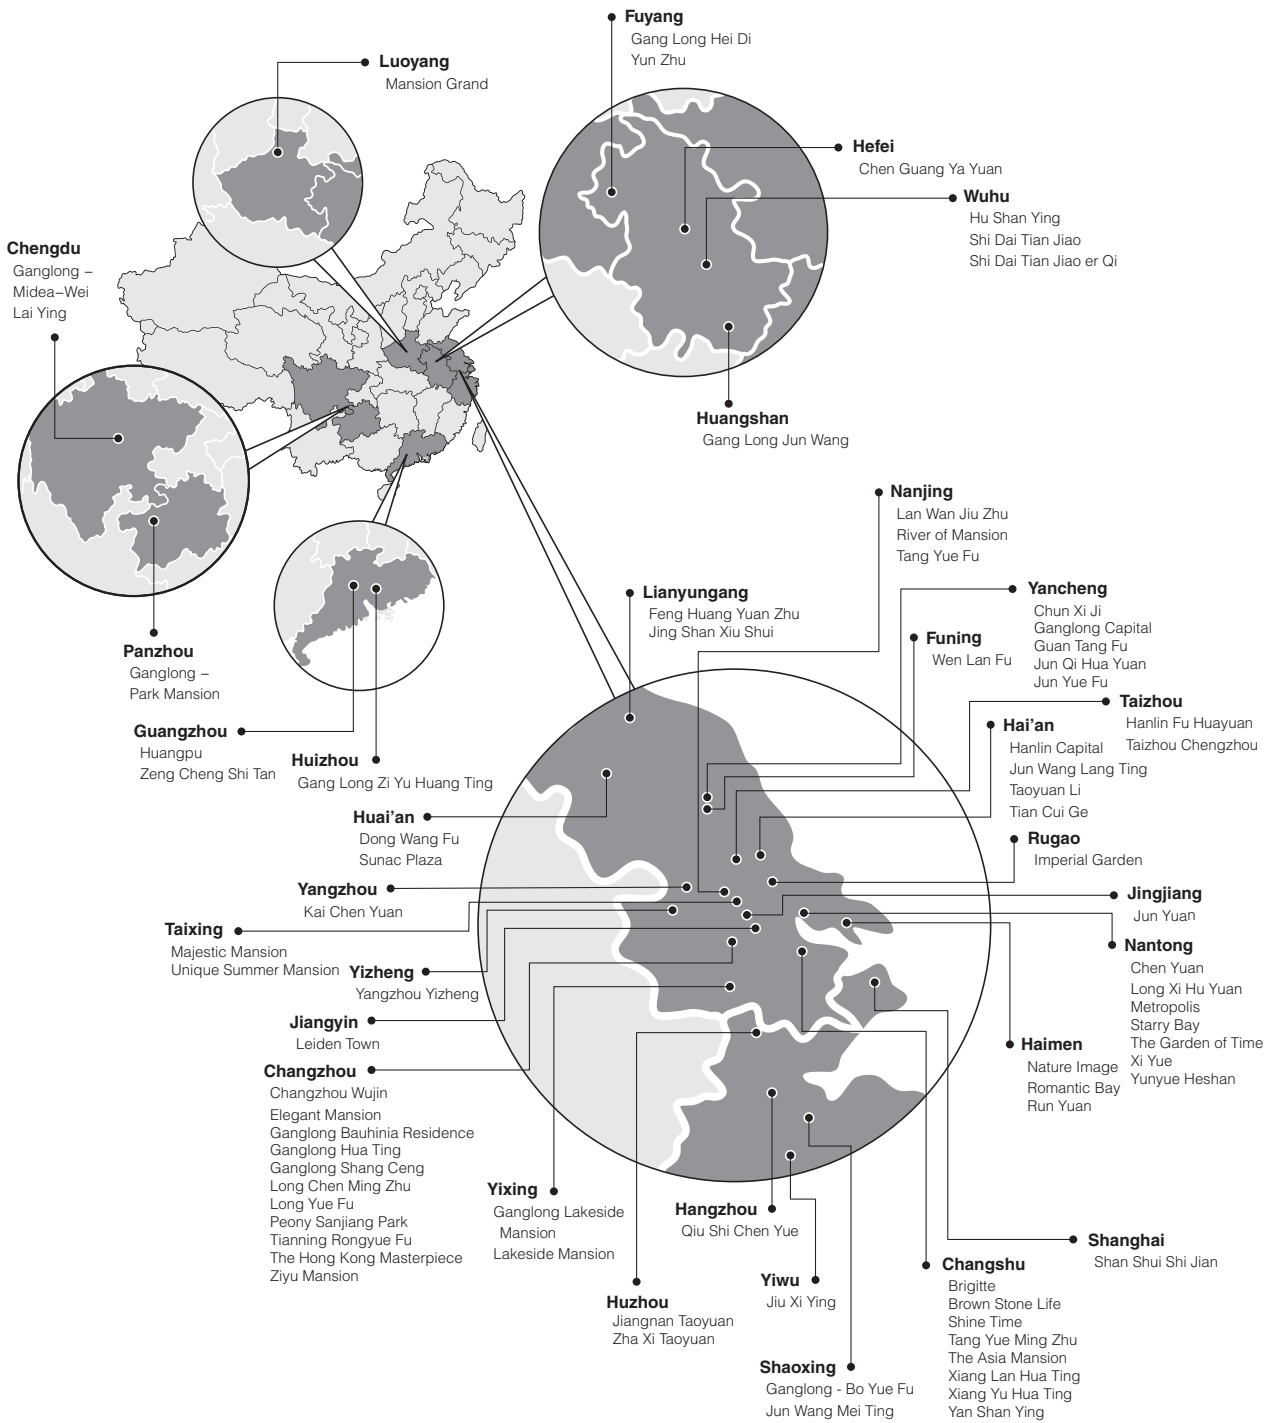 Fuyang
Gang Long Hei Di
Yun Zhu
Luoyang
Mansion Grand
Hefei
Chen Guang Ya Yuan
Wuhu
Hu Shan Ying
Shi Dai Tian Jiao
Shi Dai Tian Jiao er Qi
Chengdu
Ganglong –
Midea–Wei
Lai Ying
Huangshan
Gang Long Jun Wang
Nanjing
Lan Wan Jiu Zhu
River of Mansion
Tang Yue Fu
Lianyungang
Feng Huang Yuan Zhu
Jing Shan Xiu Shui
Yancheng
Chun Xi Ji
Ganglong Capital
Guan Tang Fu
Jun Qi Hua Yuan
Jun Yue Fu
Funing
Wen Lan Fu
Panzhou
Ganglong –
Park Mansion
Taizhou
Hanlin Fu Huayuan
Taizhou Chengzhou
Guangzhou
Huangpu
Zeng Cheng Shi Tan
Hai'an
Hanlin Capital
Jun Wang Lang Ting
Taoyuan Li
Tian Cui Ge
Huizhou
Gang Long Zi Yu Huang Ting
Huai'an
Dong Wang Fu
Sunac Plaza
Rugao
Imperial Garden
Yangzhou
Kai Chen Yuan
Jingjiang
Jun Yuan
Taixing
Majestic Mansion
Unique Summer Mansion
Nantong
Chen Yuan
Long Xi Hu Yuan
Metropolis
Starry Bay
The Garden of Time
Xi Yue
Yunyue Heshan
Yizheng
Yangzhou Yizheng
Jiangyin
Leiden Town
Haimen
Nature Image
Romantic Bay
Run Yuan
Changzhou
Changzhou Wujin
Elegant Mansion
Ganglong Bauhinia Residence
Ganglong Hua Ting
Ganglong Shang Ceng
Long Chen Ming Zhu
Long Yue Fu
Peony Sanjiang Park
Tianning Rongyue Fu
The Hong Kong Masterpiece
Ziyu Mansion
Yixing
Ganglong Lakeside
Mansion
Lakeside Mansion
Hangzhou
Qiu Shi Chen Yue
Shanghai
Shan Shui Shi Jian
Changshu
Brigitte
Brown Stone Life
Shine Time
Tang Yue Ming Zhu
The Asia Mansion
Xiang Lan Hua Ting
Xiang Yu Hua Ting
Yan Shan Ying
Yiwu
Jiu Xi Ying
Huzhou
Jiangnan Taoyuan
Zha Xi Taoyuan
Shaoxing
Ganglong - Bo Yue Fu
Jun Wang Mei Ting